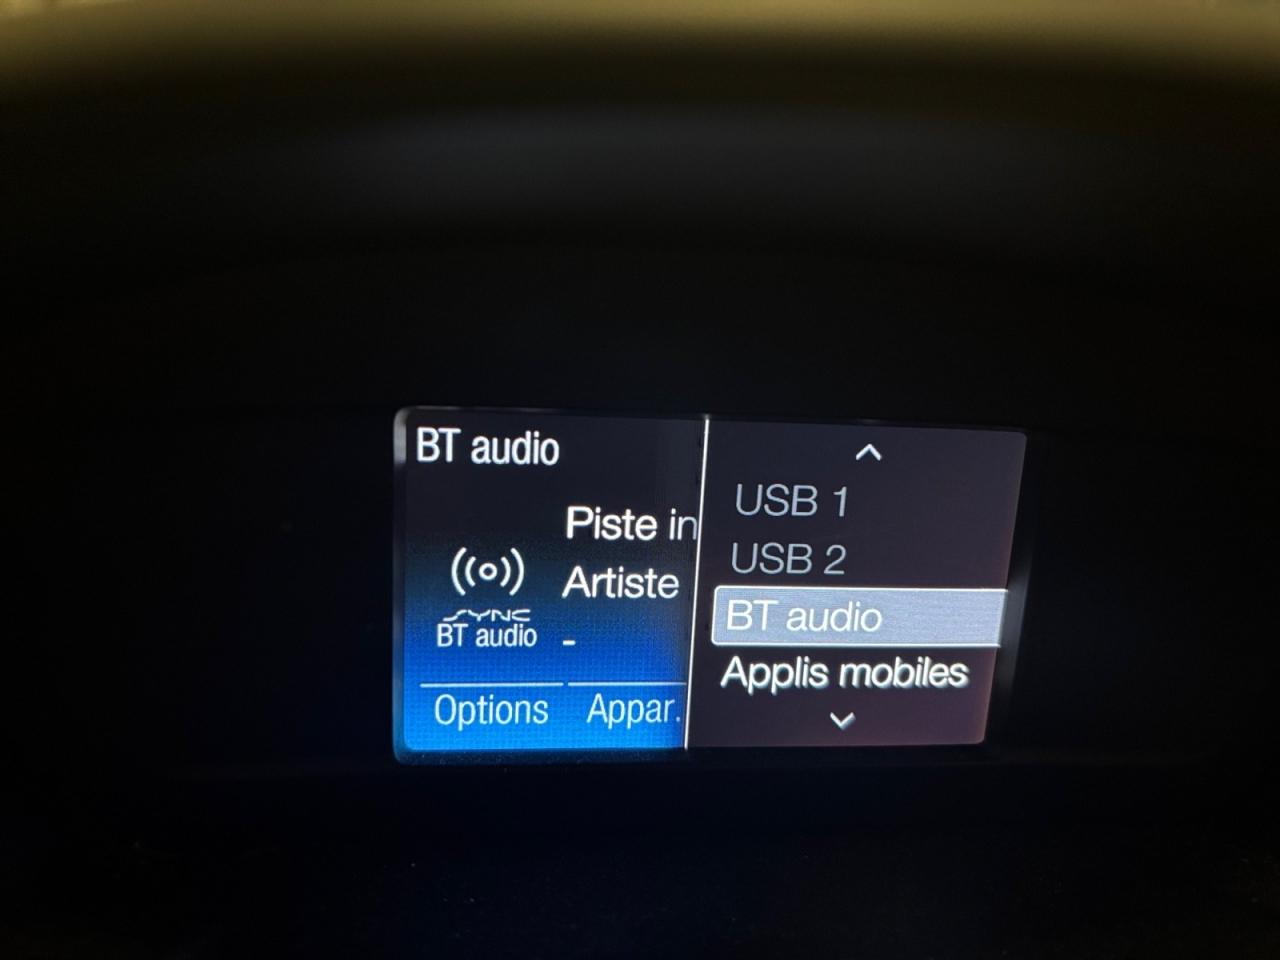 BT audio
Piste in
Artiste
SYNC
BT audio -
Options Appar.
USB 1
USB 2
BT audio
Applis mobiles